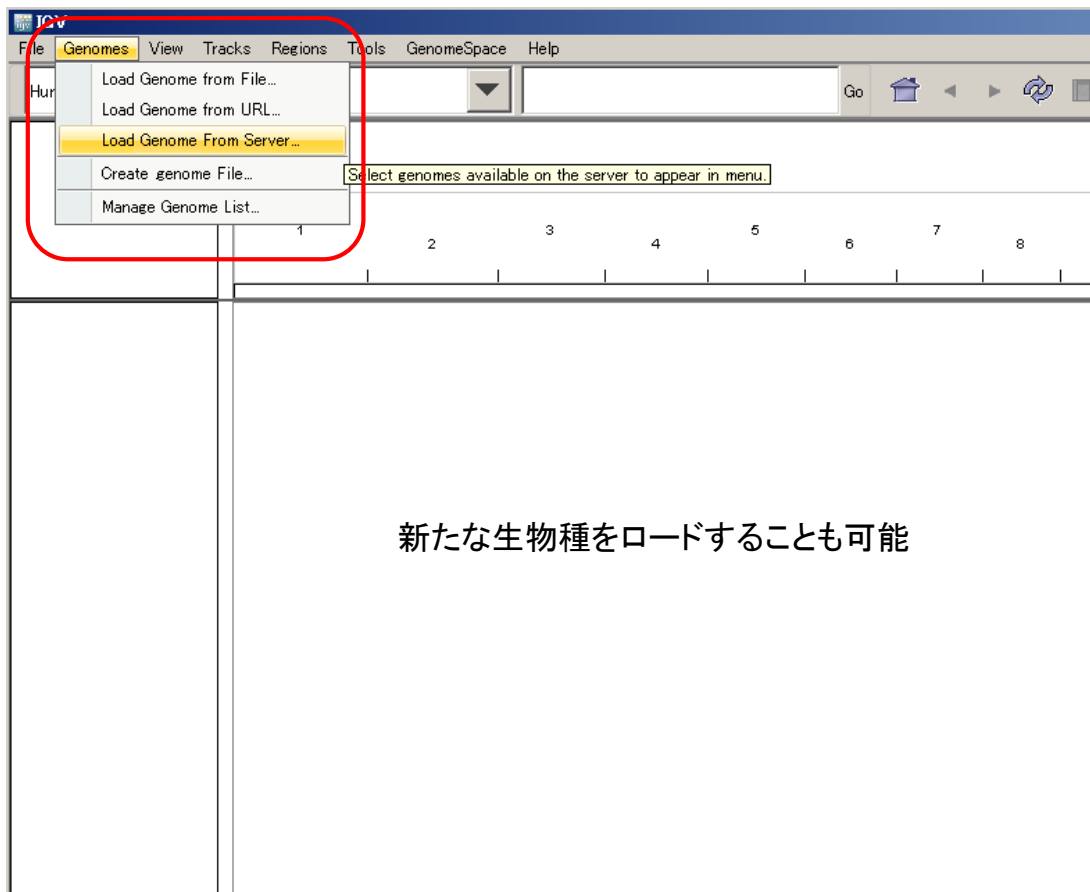 IGV
File Genomes View Tracks Regions Tools GenomeSpace Help
Load Genome from File...
Hur Go
Load Genome from URL...
Load Genome From Server...
Create genome File...
Select genomes available on the server to appear in menu.
Manage Genome List...
1 2 3 4 5 6 7 8
新たな生物種をロードすることも可能